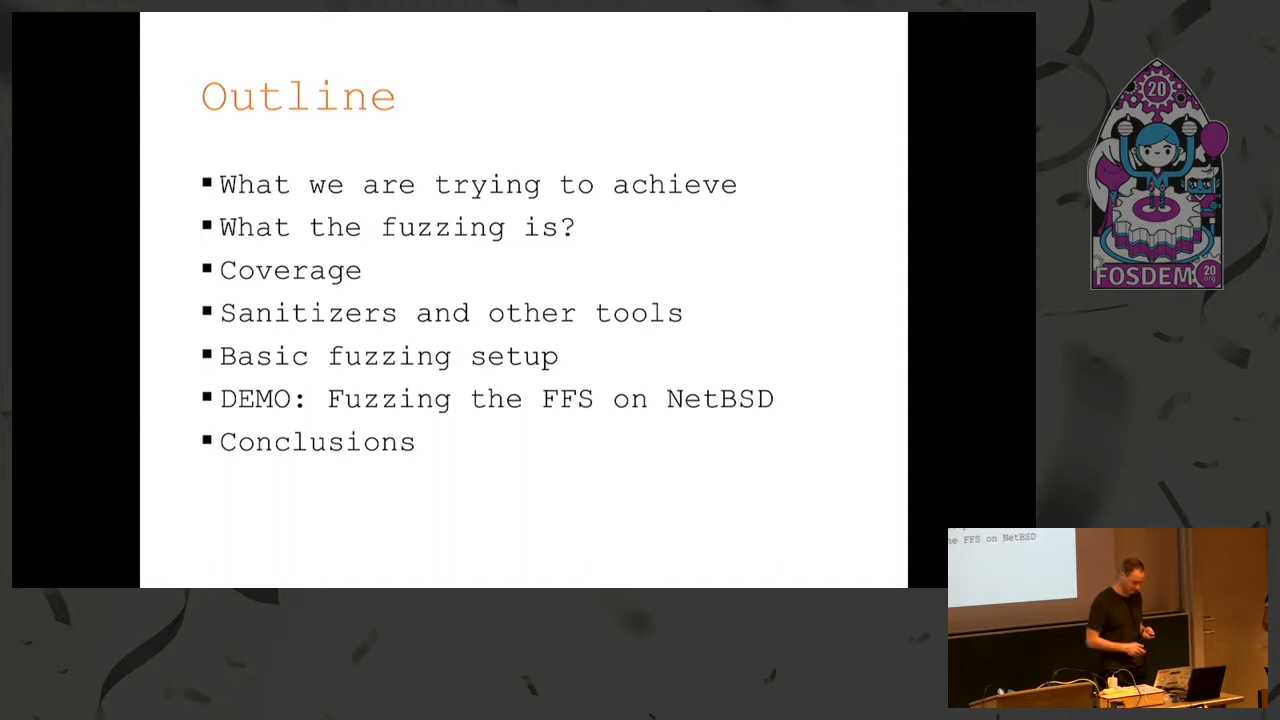 Outline
What we are trying to achieve
What the fuzzing is?
Coverage
Sanitizers and other tools
Basic fuzzing setup
DEMO: Fuzzing the FFS on NetBSD
Conclusions
20
FOSDEM
20
.org
FFS on NetBSD